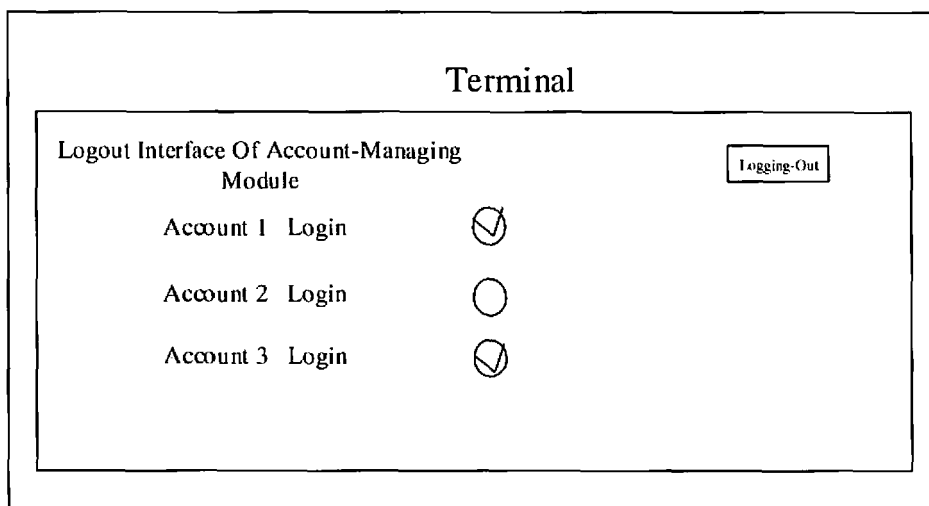 Terminal
Logout Interface Of Account-Managing
Module
Logging-Out
Account 1 Login
Account 2 Login
Account 3 Login